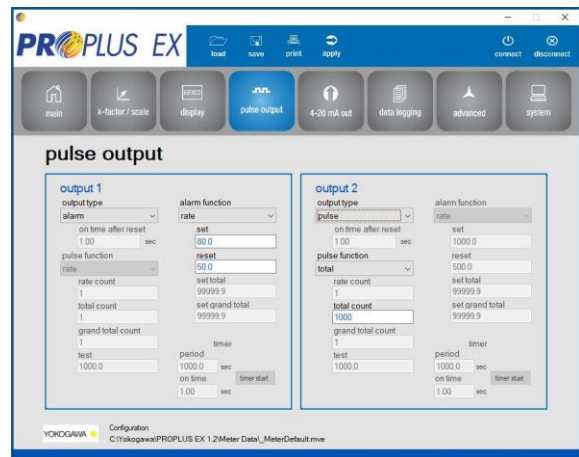 PROPLUS EX
load save print apply connect disconnect
main k-factor / scale display pulse output 4-20 mA out data logging advanced system
pulse output
output 1
output type alarm function
alarm rate
on time after reset set
1.00 sec 80.0
pulse function reset
rate 50.0
rate count set total
1 99999.9
total count set grand total
1 99999.9
grand total count
1 timer
test period
1000.0 1000.0 sec
on time timer start
1.00 sec
output 2
output type alarm function
pulse rate
on time after reset set
1.00 sec 1000.0
pulse function reset
total 500.0
rate count set total
1 99999.9
total count set grand total
1000 99999.9
grand total count
1 timer
test period
1000.0 1000.0 sec
on time timer start
1.00 sec
YOKOGAWA
Configuration
C:\Yokogawa\PROPLUS EX 1.2\Meter Data\_MeterDefault.mve